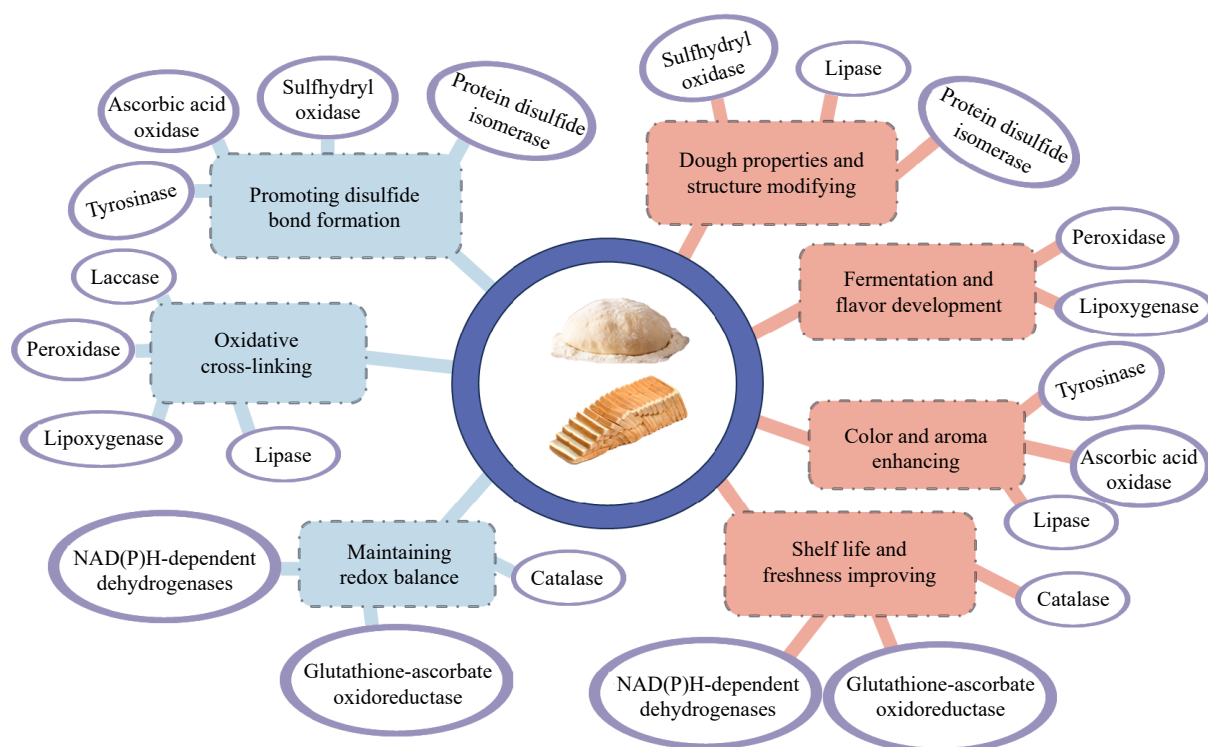 Ascorbic acid
oxidase
Sulfhydryl
oxidase
Protein disulfide
isomerase
Tyrosinase
Promoting disulfide
bond formation
Laccase
Peroxidase
Oxidative
cross-linking
Lipoxygenase
Lipase
NAD(P)H-dependent
dehydrogenases
Maintaining
redox balance
Catalase
Glutathione-ascorbate
oxidoreductase
Sulfhydryl
oxidase
Lipase
Protein disulfide
isomerase
Dough properties and
structure modifying
Peroxidase
Fermentation and
flavor development
Lipoxygenase
Tyrosinase
Color and aroma
enhancing
Ascorbic acid
oxidase
Lipase
Shelf life and
freshness improving
Catalase
NAD(P)H-dependent
dehydrogenases
Glutathione-ascorbate
oxidoreductase